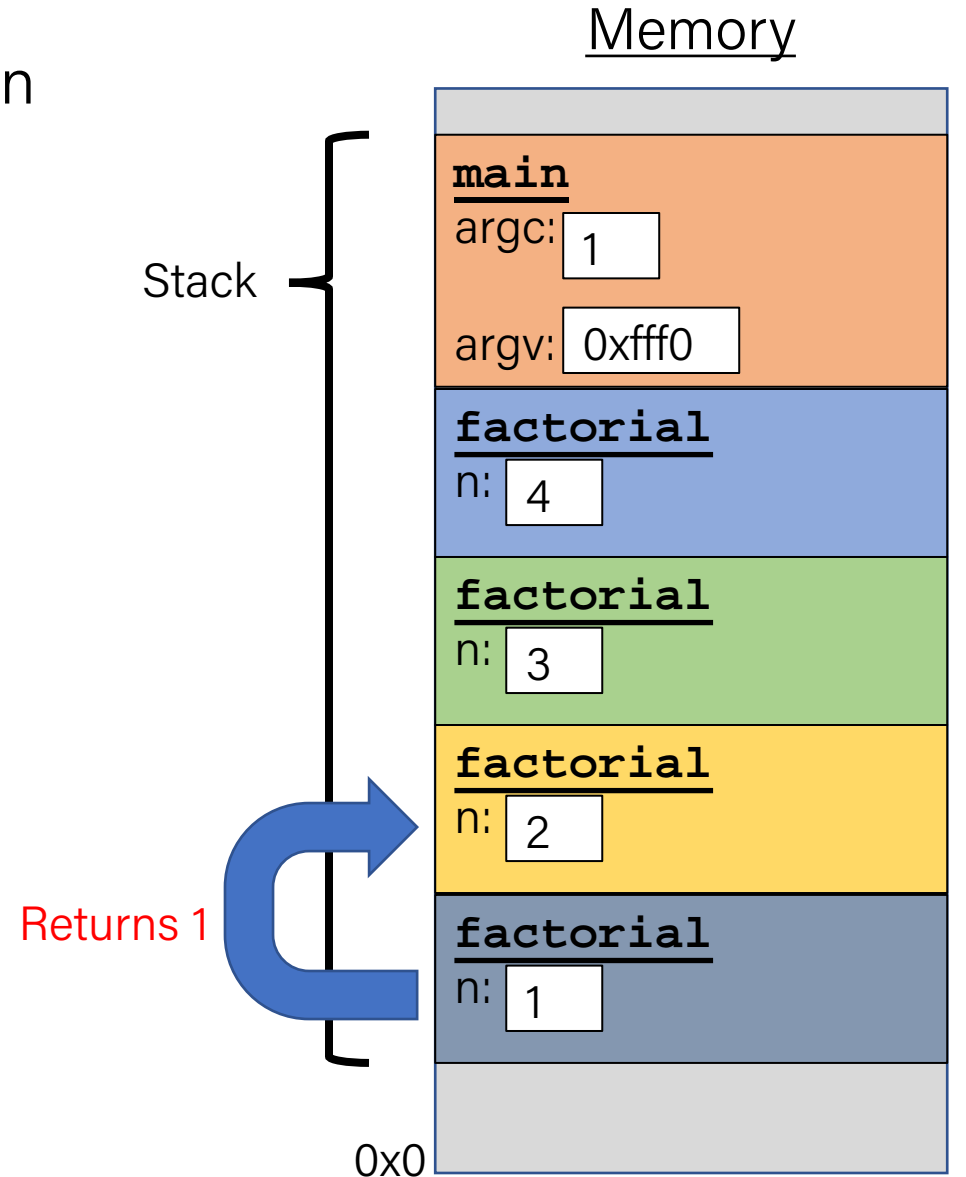 Memory
n
main
argc: 1
Stack
argv: 0xfff0
factorial
n: 4
factorial
n: 3
factorial
n: 2
Returns 1
factorial
n: 1
0x0